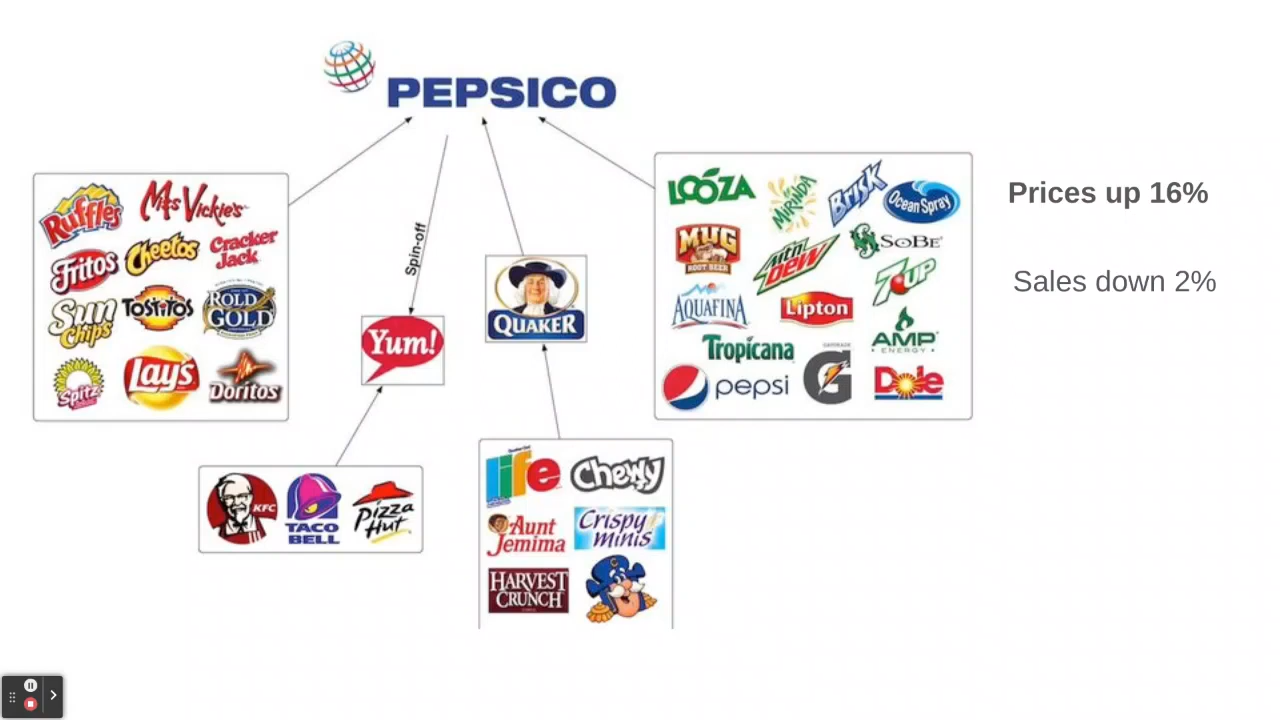 PEPSICO
Ruffles
Miss Vickie's
Fritos
Cheetos
Cracker Jack
Sun Chips
Tostitos
ROLD GOLD
Spitz
Lay's
Doritos
Spin-off
Yum!
QUAKER
KFC
TACO BELL
Pizza Hut
life
Chewy
Aunt Jemima
Crispy minis
HARVEST CRUNCH
LOOZA
MIRINDA
Brisk
Ocean Spray
MUG
ROOT BEER
mtn DEW
SoBe
7UP
AQUAFINA
Lipton
Tropicana
AMP
ENERGY
pepsi
GATORADE
G
Dole
Prices up 16%
Sales down 2%